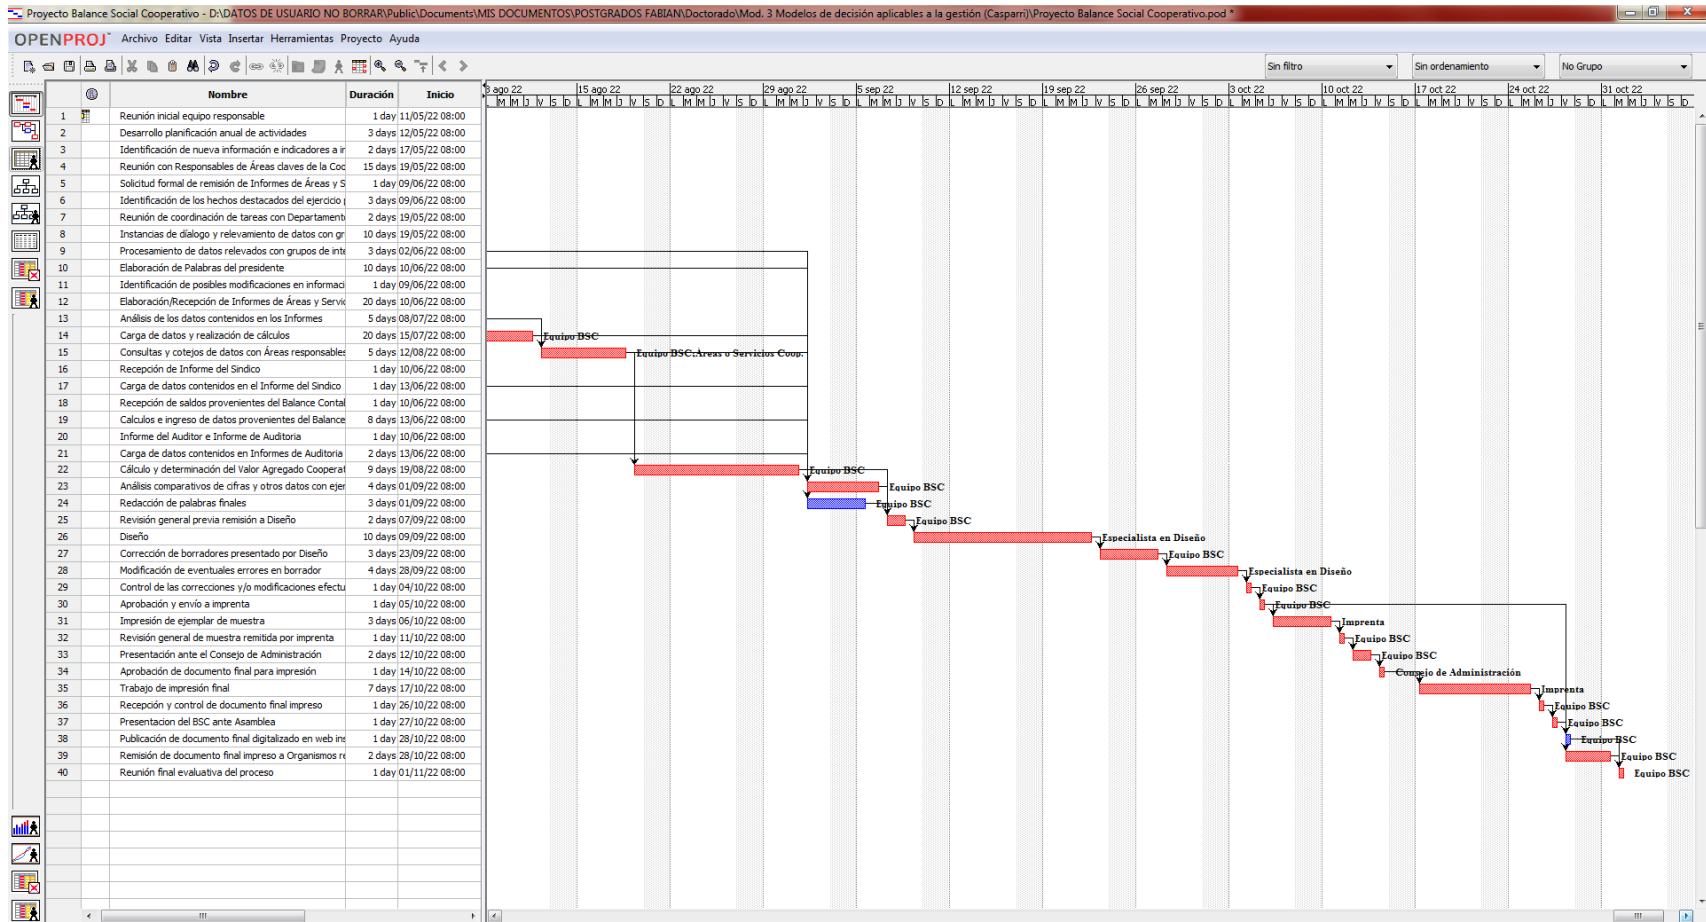 Proyecto Balance Social Cooperativo - D:\DATOS DE USUARIO NO BORRAR\Public\Documents\MIS DOCUMENTOS\POSTGRADOS FABIAN\Doctorado\Mod. 3 Modelos de decisión aplicables a la gestión (Casparri)\Proyecto Balance Social Cooperativo.pod *
OPENPROJ Archivo Editar Vista Insertar Herramientas Proyecto Ayuda
Sin filtro Sin ordenamiento No Grupo
Nombre Duración Inicio
ago 22 15 ago 22 22 ago 22 29 ago 22 5 sep 22 12 sep 22 19 sep 22 26 sep 22 3 oct 22 10 oct 22 17 oct 22 24 oct 22 31 oct 22
L M M J V S D L M M J V S D L M M J V S D L M M J V S D L M M J V S D L M M J V S D L M M J V S D L M M J V S D L M M J V S D L M M J V S D L M M J V S D L M M J V S D L M M J V S D
1 Reunión inicial equipo responsable 1 day 11/05/22 08:00
2 Desarrollo planificación anual de actividades 3 days 12/05/22 08:00
3 Identificación de nueva información e indicadores a ir 2 days 17/05/22 08:00
4 Reunión con Responsables de Áreas claves de la Coo 15 days 19/05/22 08:00
5 Solicitud formal de remisión de Informes de Áreas y S 1 day 09/06/22 08:00
6 Identificación de los hechos destacados del ejercicio 3 days 09/06/22 08:00
7 Reunión de coordinación de tareas con Departament 2 days 19/05/22 08:00
8 Instancias de díalogo y relevamiento de datos con gr 10 days 19/05/22 08:00
9 Procesamiento de datos relevados con grupos de inte 3 days 02/06/22 08:00
10 Elaboración de Palabras del presidente 10 days 10/06/22 08:00
11 Identificación de posibles modificaciones en informaci 1 day 09/06/22 08:00
12 Elaboración/Recepción de Informes de Áreas y Servic 20 days 10/06/22 08:00
13 Análisis de los datos contenidos en los Informes 5 days 08/07/22 08:00
14 Carga de datos y realización de cálculos 20 days 15/07/22 08:00 Equipo BSC
15 Consultas y cotejos de datos con Áreas responsables 5 days 12/08/22 08:00 Equipo BSC;Áreas o Servicios Coop.
16 Recepción de Informe del Sindico 1 day 10/06/22 08:00
17 Carga de datos contenidos en el Informe del Sindico 1 day 13/06/22 08:00
18 Recepción de saldos provenientes del Balance Contal 1 day 10/06/22 08:00
19 Calculos e ingreso de datos provenientes del Balance 8 days 13/06/22 08:00
20 Informe del Auditor e Informe de Auditoria 1 day 10/06/22 08:00
21 Carga de datos contenidos en Informes de Auditoria 2 days 13/06/22 08:00
22 Cálculo y determinación del Valor Agregado Cooperat 9 days 19/08/22 08:00 Equipo BSC
23 Análisis comparativos de cifras y otros datos con ejer 4 days 01/09/22 08:00 Equipo BSC
24 Redacción de palabras finales 3 days 01/09/22 08:00 Equipo BSC
25 Revisión general previa remisión a Diseño 2 days 07/09/22 08:00 Equipo BSC
26 Diseño 10 days 09/09/22 08:00 Especialista en Diseño
27 Corrección de borradores presentado por Diseño 3 days 23/09/22 08:00 Equipo BSC
28 Modificación de eventuales errores en borrador 4 days 28/09/22 08:00 Especialista en Diseño
29 Control de las correcciones y/o modificaciones efectu 1 day 04/10/22 08:00 Equipo BSC
30 Aprobación y envío a imprenta 1 day 05/10/22 08:00 Equipo BSC
31 Impresión de ejemplar de muestra 3 days 06/10/22 08:00 Imprenta
32 Revisión general de muestra remitida por imprenta 1 day 11/10/22 08:00 Equipo BSC
33 Presentación ante el Consejo de Administración 2 days 12/10/22 08:00 Equipo BSC
34 Aprobación de documento final para impresión 1 day 14/10/22 08:00 Consejo de Administración
35 Trabajo de impresión final 7 days 17/10/22 08:00 Imprenta
36 Recepción y control de documento final impreso 1 day 26/10/22 08:00 Equipo BSC
37 Presentacion del BSC ante Asamblea 1 day 27/10/22 08:00 Equipo BSC
38 Publicación de documento final digitalizado en web ins 1 day 28/10/22 08:00 Equipo BSC
39 Remisión de documento final impreso a Organismos re 2 days 28/10/22 08:00 Equipo BSC
40 Reunión final evaluativa del proceso 1 day 01/11/22 08:00 Equipo BSC